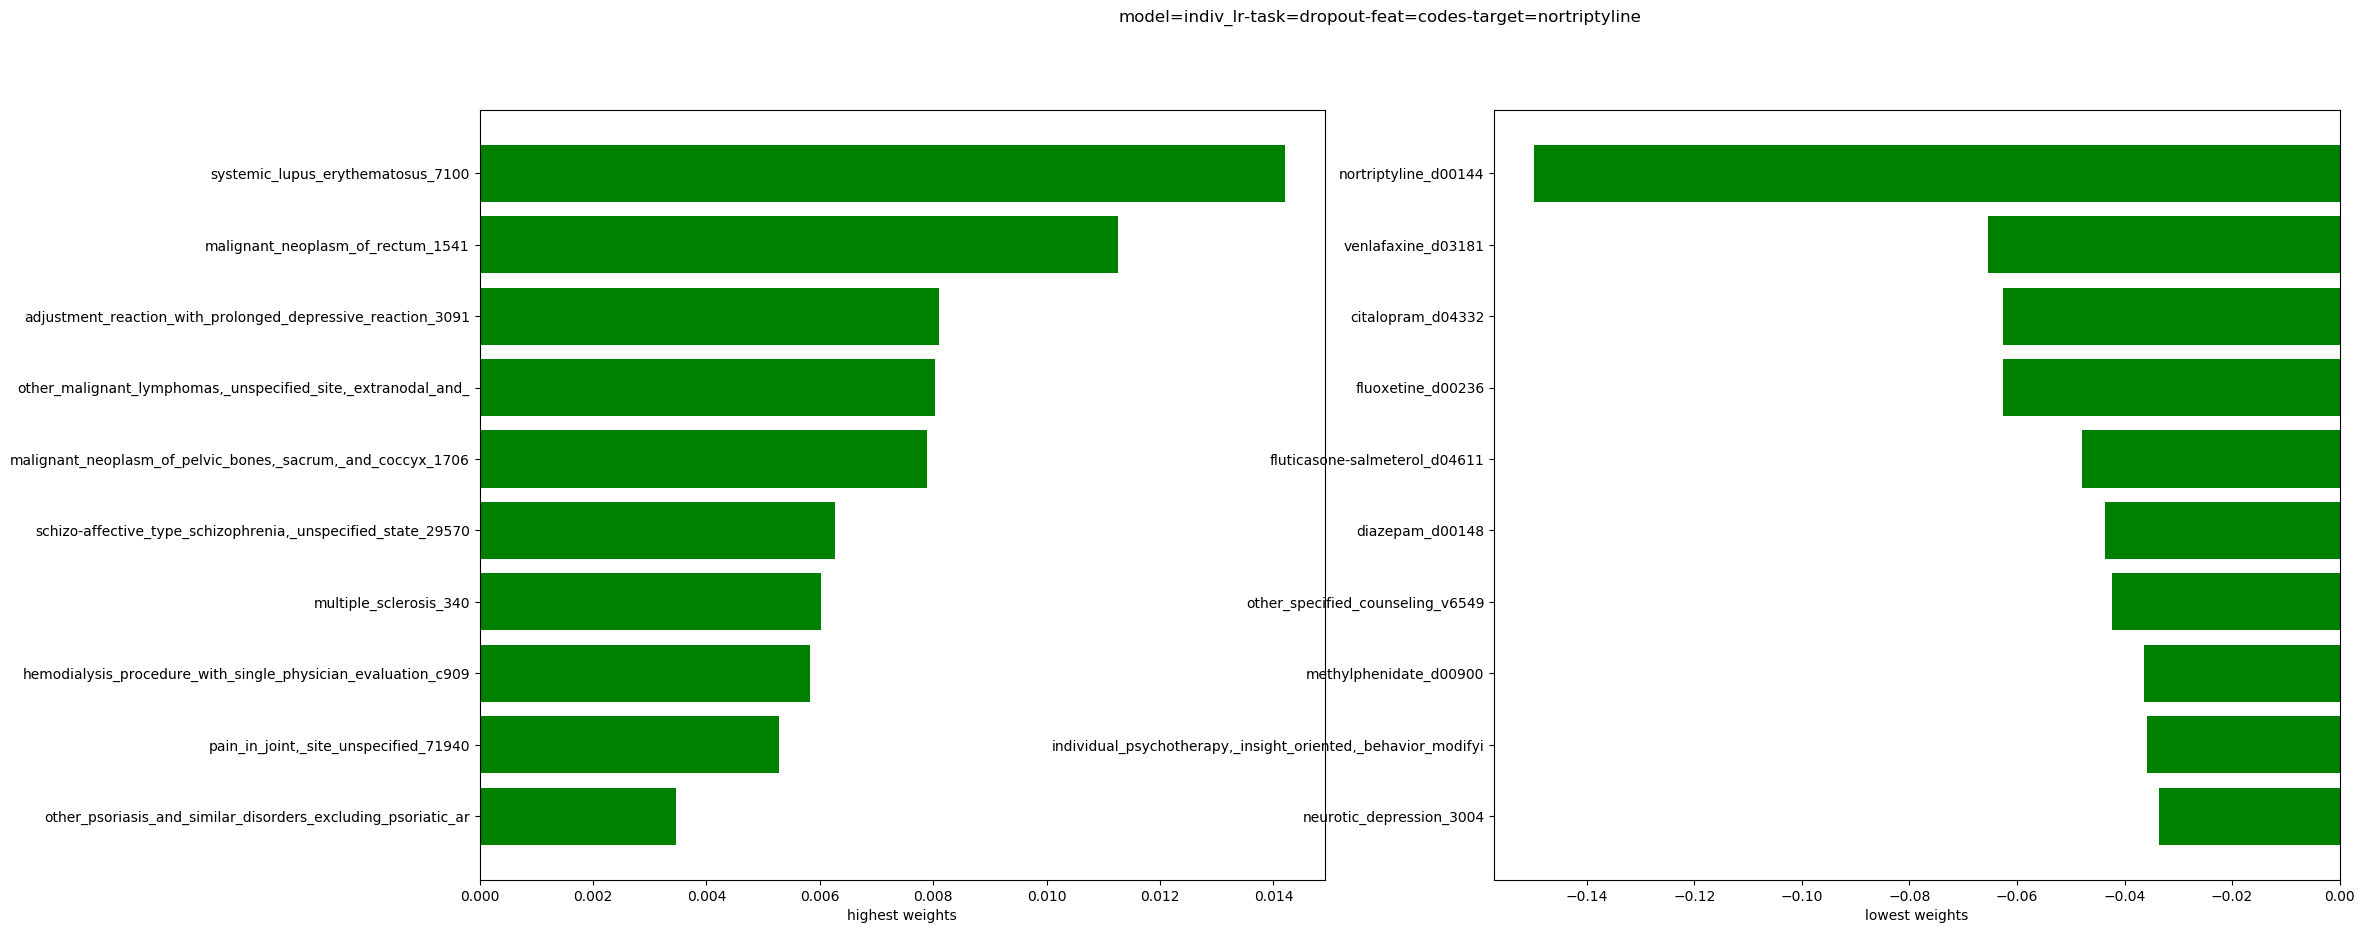 model=indiv_lr-task=dropout-feat=codes-target=nortriptyline
systemic_lupus_erythematosus_7100
malignant_neoplasm_of_rectum_1541
adjustment_reaction_with_prolonged_depressive_reaction_3091
other_malignant_lymphomas,_unspecified_site,_extranodal_and_
malignant_neoplasm_of_pelvic_bones,_sacrum,_and_coccyx_1706
schizo-affective_type_schizophrenia,_unspecified_state_29570
multiple_sclerosis_340
hemodialysis_procedure_with_single_physician_evaluation_c909
pain_in_joint,_site_unspecified_71940
other_psoriasis_and_similar_disorders_excluding_psoriatic_ar
0.000 0.002 0.004 0.006 0.008 0.010 0.012 0.014
highest weights
nortriptyline_d00144
venlafaxine_d03181
citalopram_d04332
fluoxetine_d00236
fluticasone-salmeterol_d04611
diazepam_d00148
other_specified_counseling_v6549
methylphenidate_d00900
individual_psychotherapy,_insight_oriented,_behavior_modifyi
neurotic_depression_3004
−0.14 −0.12 −0.10 −0.08 −0.06 −0.04 −0.02 0.00
lowest weights